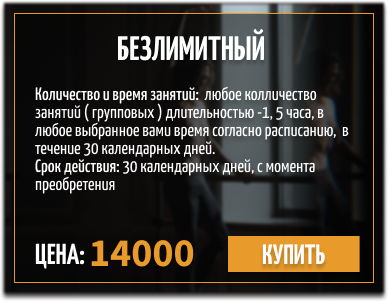 БЕЗЛИМИТНЫЙ
Количество и время занятий: любое колличество
занятий ( групповых ) длительностью -1, 5 часа, в
любое выбранное вами время согласно расписанию, в
течение 30 календарных дней.
Срок действия: 30 календарных дней, с момента
преобретения
ЦЕНА: 14000
КУПИТЬ